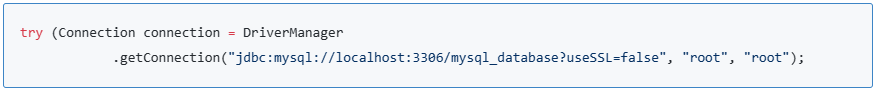 try (Connection connection = DriverManager
.getConnection("jdbc:mysql://localhost:3306/mysql_database?useSSL=false", "root", "root");